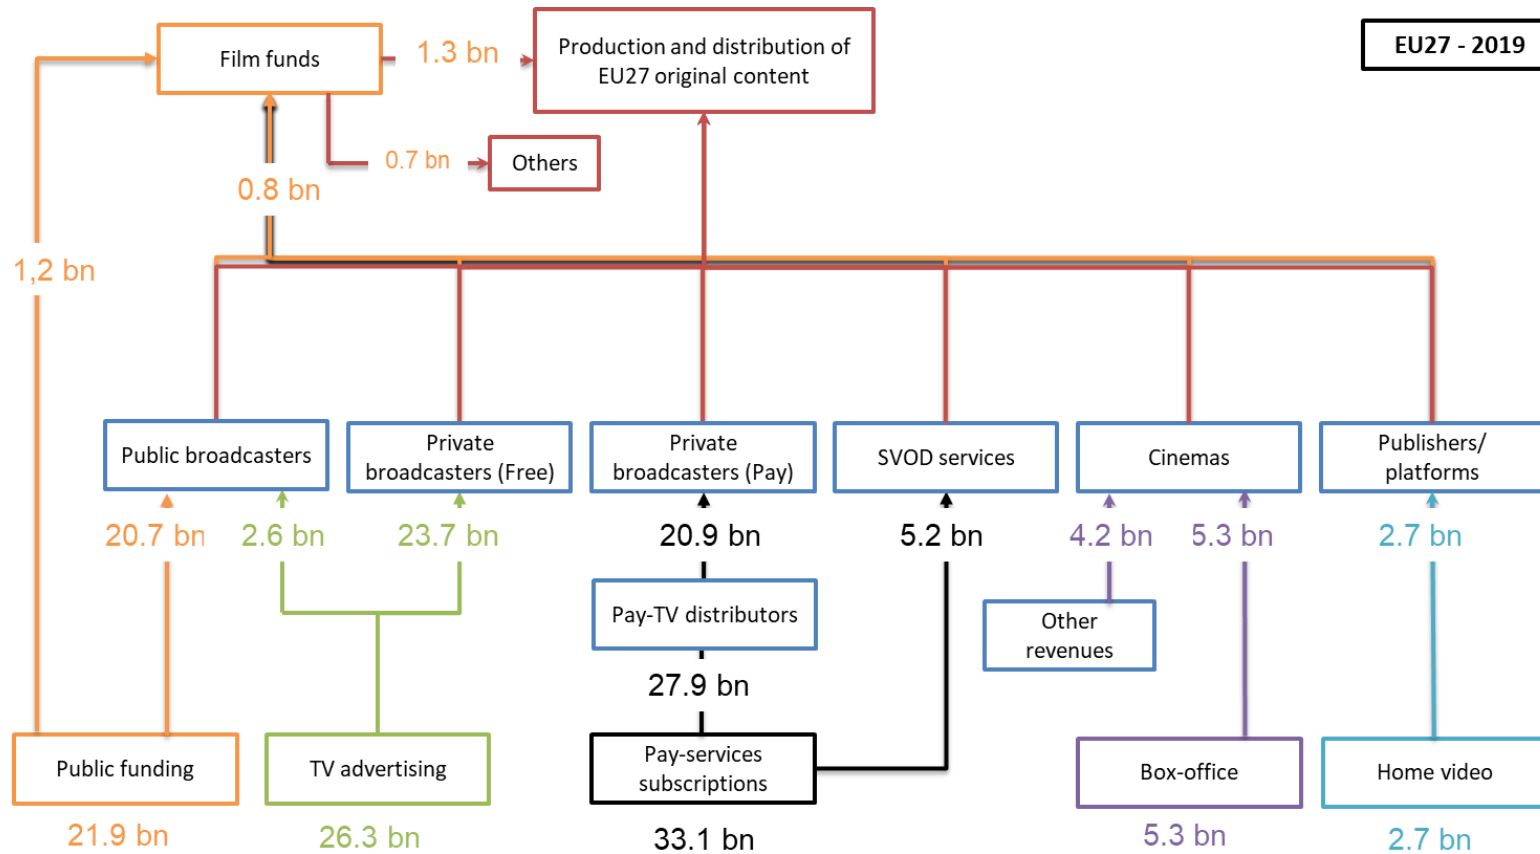 EU27 - 2019
Film funds
1.3 bn
Production and distribution of
EU27 original content
0.7 bn
Others
0.8 bn
1,2 bn
Public broadcasters
Private
broadcasters (Free)
Private
broadcasters (Pay)
SVOD services
Cinemas
Publishers/
platforms
20.7 bn
2.6 bn
23.7 bn
20.9 bn
5.2 bn
4.2 bn
5.3 bn
2.7 bn
Pay-TV distributors
Other
revenues
27.9 bn
Public funding
TV advertising
Pay-services
subscriptions
Box-office
Home video
21.9 bn
26.3 bn
33.1 bn
5.3 bn
2.7 bn